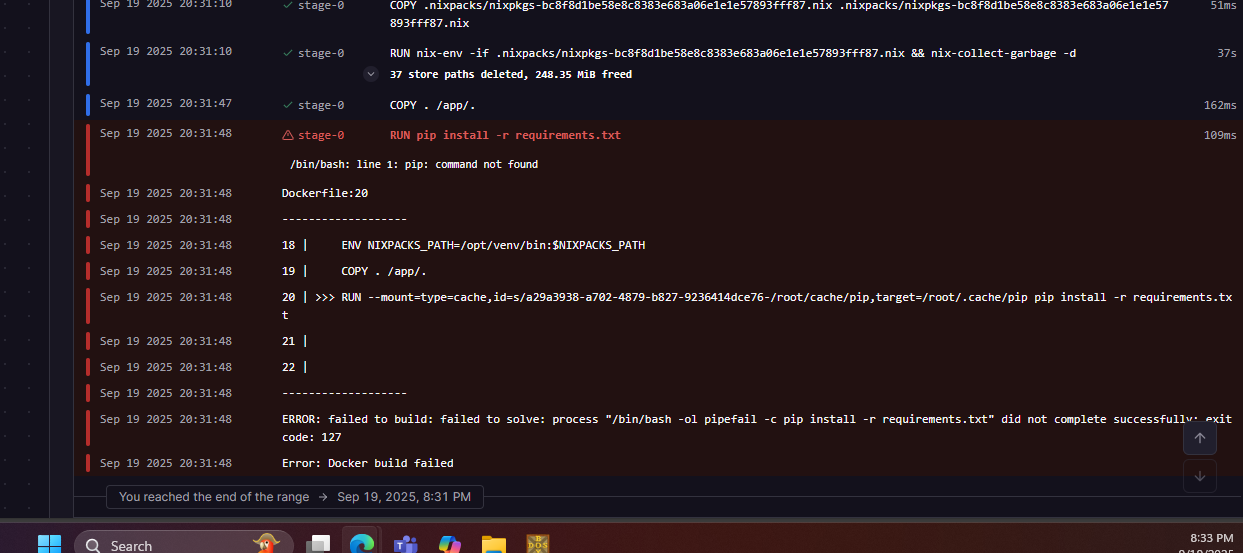 Sep 19 2025 20:31:10 stage-0 COPY .nixpacks/nixpkgs-bc8f8d1be58e8c8383e683a06e1e1e57893fff87.nix .nixpacks/nixpkgs-bc8f8d1be58e8c8383e683a06e1e1e57 51ms
893fff87.nix
Sep 19 2025 20:31:10 stage-0 RUN nix-env -if .nixpacks/nixpkgs-bc8f8d1be58e8c8383e683a06e1e1e57893fff87.nix && nix-collect-garbage -d 37s
37 store paths deleted, 248.35 MiB freed
Sep 19 2025 20:31:47 stage-0 COPY . /app/. 162ms
Sep 19 2025 20:31:48 stage-0 RUN pip install -r requirements.txt 109ms
/bin/bash: line 1: pip: command not found
Sep 19 2025 20:31:48 Dockerfile:20
Sep 19 2025 20:31:48 -------------------
Sep 19 2025 20:31:48 18 | ENV NIXPACKS_PATH=/opt/venv/bin:$NIXPACKS_PATH
Sep 19 2025 20:31:48 19 | COPY . /app/.
Sep 19 2025 20:31:48 20 | >>> RUN --mount=type=cache,id=s/a29a3938-a702-4879-b827-9236414dce76-/root/cache/pip,target=/root/.cache/pip pip install -r requirements.tx
t
Sep 19 2025 20:31:48 21 |
Sep 19 2025 20:31:48 22 |
Sep 19 2025 20:31:48 -------------------
Sep 19 2025 20:31:48 ERROR: failed to build: failed to solve: process "/bin/bash -ol pipefail -c pip install -r requirements.txt" did not complete successfully: exit
code: 127
Sep 19 2025 20:31:48 Error: Docker build failed
You reached the end of the range → Sep 19, 2025, 8:31 PM
Search
8:33 PM